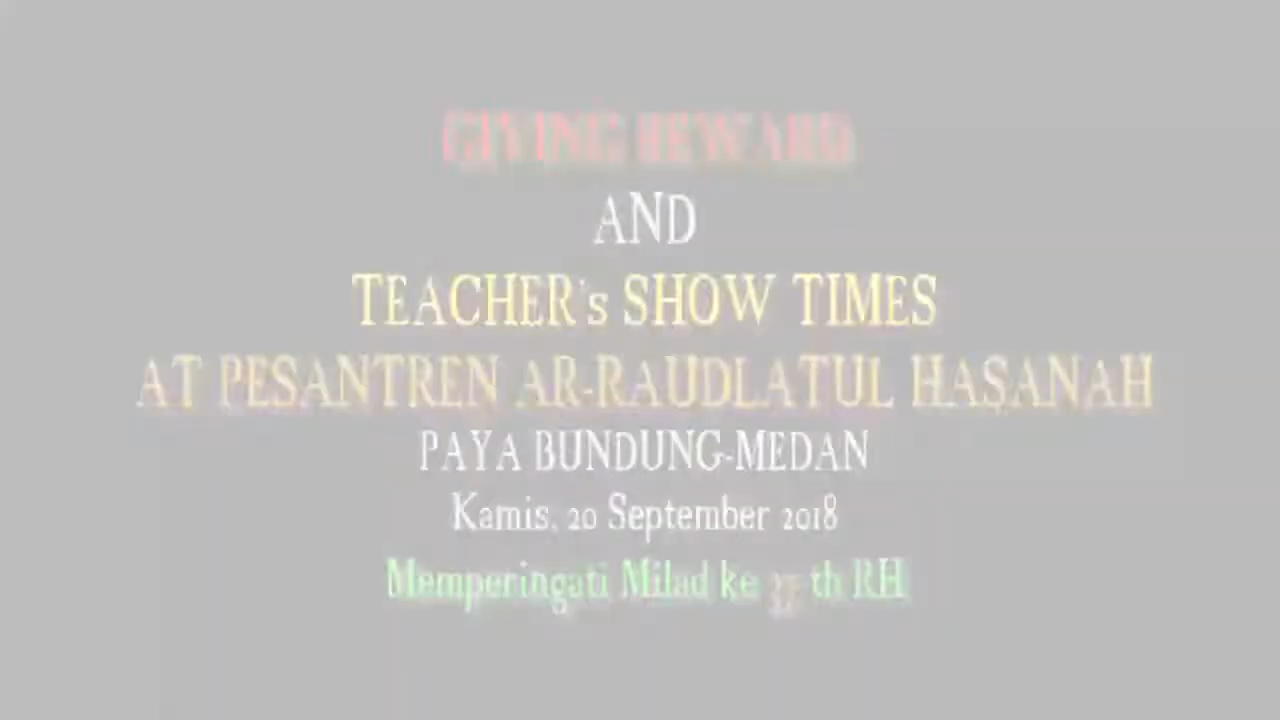 GIVING REWARD
AND
TEACHER's SHOW TIMES
AT PESANTREN AR-RAUDLATUL HASANAH
PAYA BUNDUNG-MEDAN
Kamis, 20 September 2018
Memperingati Milad ke th RH